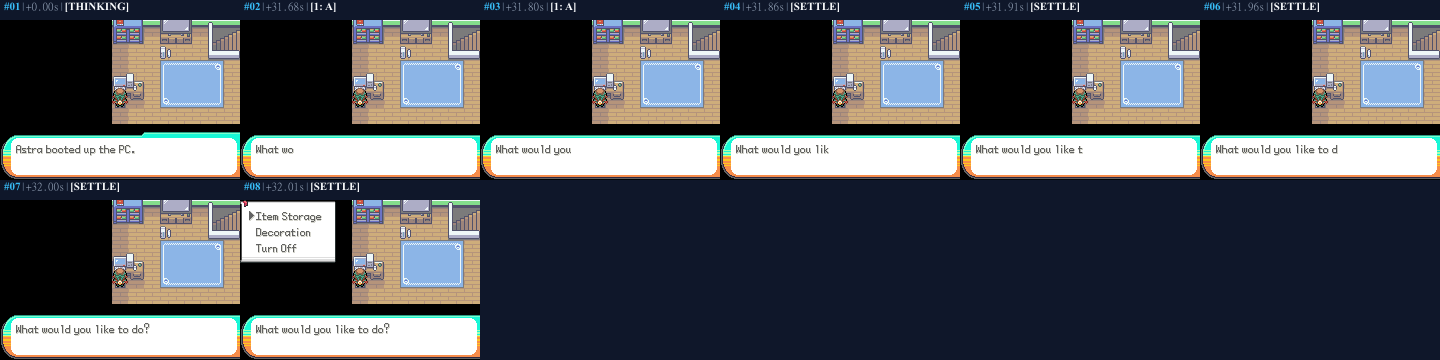 #01|+0.00s|[THINKING]
#02|+31.68s|[1: A]
#03|+31.80s|[1: A]
#04|+31.86s|[SETTLE]
#05|+31.91s|[SETTLE]
#06|+31.96s|[SETTLE]
Astra booted up the PC.
What wo
What would you
What would you lik
What would you like t
What would you like to d
#07|+32.00s|[SETTLE]
#08|+32.01s|[SETTLE]
Item Storage
Decoration
Turn Off
What would you like to do?
What would you like to do?